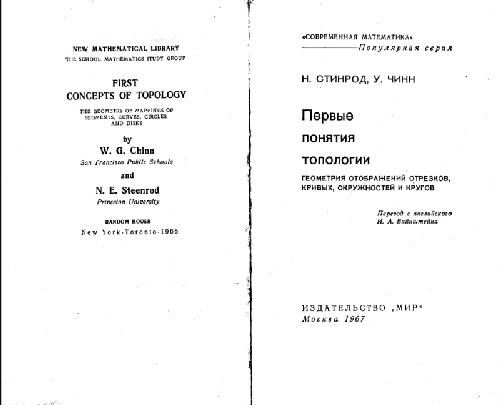 NEW MATHEMATICAL LIBRARY
THE SCHOOL MATHEMATICS STUDY GROUP
FIRST
CONCEPTS OF TOPOLOGY
THE GEOMETRY OF MAPPINGS OF
SEGMENTS, CURVES, CIRCLES
AND DISKS
by
W. G. Chinn
San Francisco Public Schools
and
N. E. Steenrod
Princeton University
RANDOM HOUSE
New York-Toronto-1966
«СОВРЕМЕННАЯ МАТЕМАТИКА»
Популярная серия
Н. СТИНРОД, У. ЧИНН
Первые
ПОНЯТИЯ
ТОПОЛОГИИ
ГЕОМЕТРИЯ ОТОБРАЖЕНИЙ ОТРЕЗКОВ,
КРИВЫХ, ОКРУЖНОСТЕЙ И КРУГОВ
Перевод с английского
И. А. Вайнштейна
ИЗДАТЕЛЬСТВО „МИР“
Москва 1967